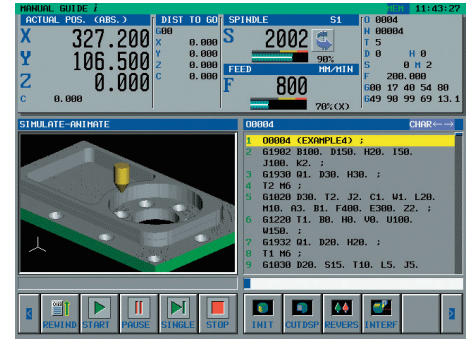 MANUAL GUIDE i MEM 11:43:27
ACTUAL POS. (ABS.) DIST TO GO SPINDLE S1 O 0004
X 327.200 G00 S 2002 N 00004
Y 106.500 X 0.000 T 5
Z 0.000 Y 0.000 90% D 0 H 0
C 0.000 Z 0.000 FEED MM/MIN S 0 M 2
C 0.000 F 800 F 200.000
70%(X) G00 17 40 54 80
G49 90 99 69 13.1
SIMULATE-ANIMATE
O0004 CHAR←→
1 O0004 (EXAMPLE4) ;
2 G1902 B100. D150. H20. I50.
J100. K2. ;
3 G1930 Q1. D30. H30. ;
4 T2 M6 ;
5 G1020 D30. T2. J2. C1. W1. L20.
M10. A3. B1. F400. E300. Z2. ;
6 G1220 T1. B0. H0. V0. U100.
W150. ;
7 G1932 Q1. D20. H20. ;
8 T1 M6 ;
9 G1030 D20. S15. T10. L5. J5.
REWIND START PAUSE SINGLE STOP INIT CUTDSP REVERS INTERF